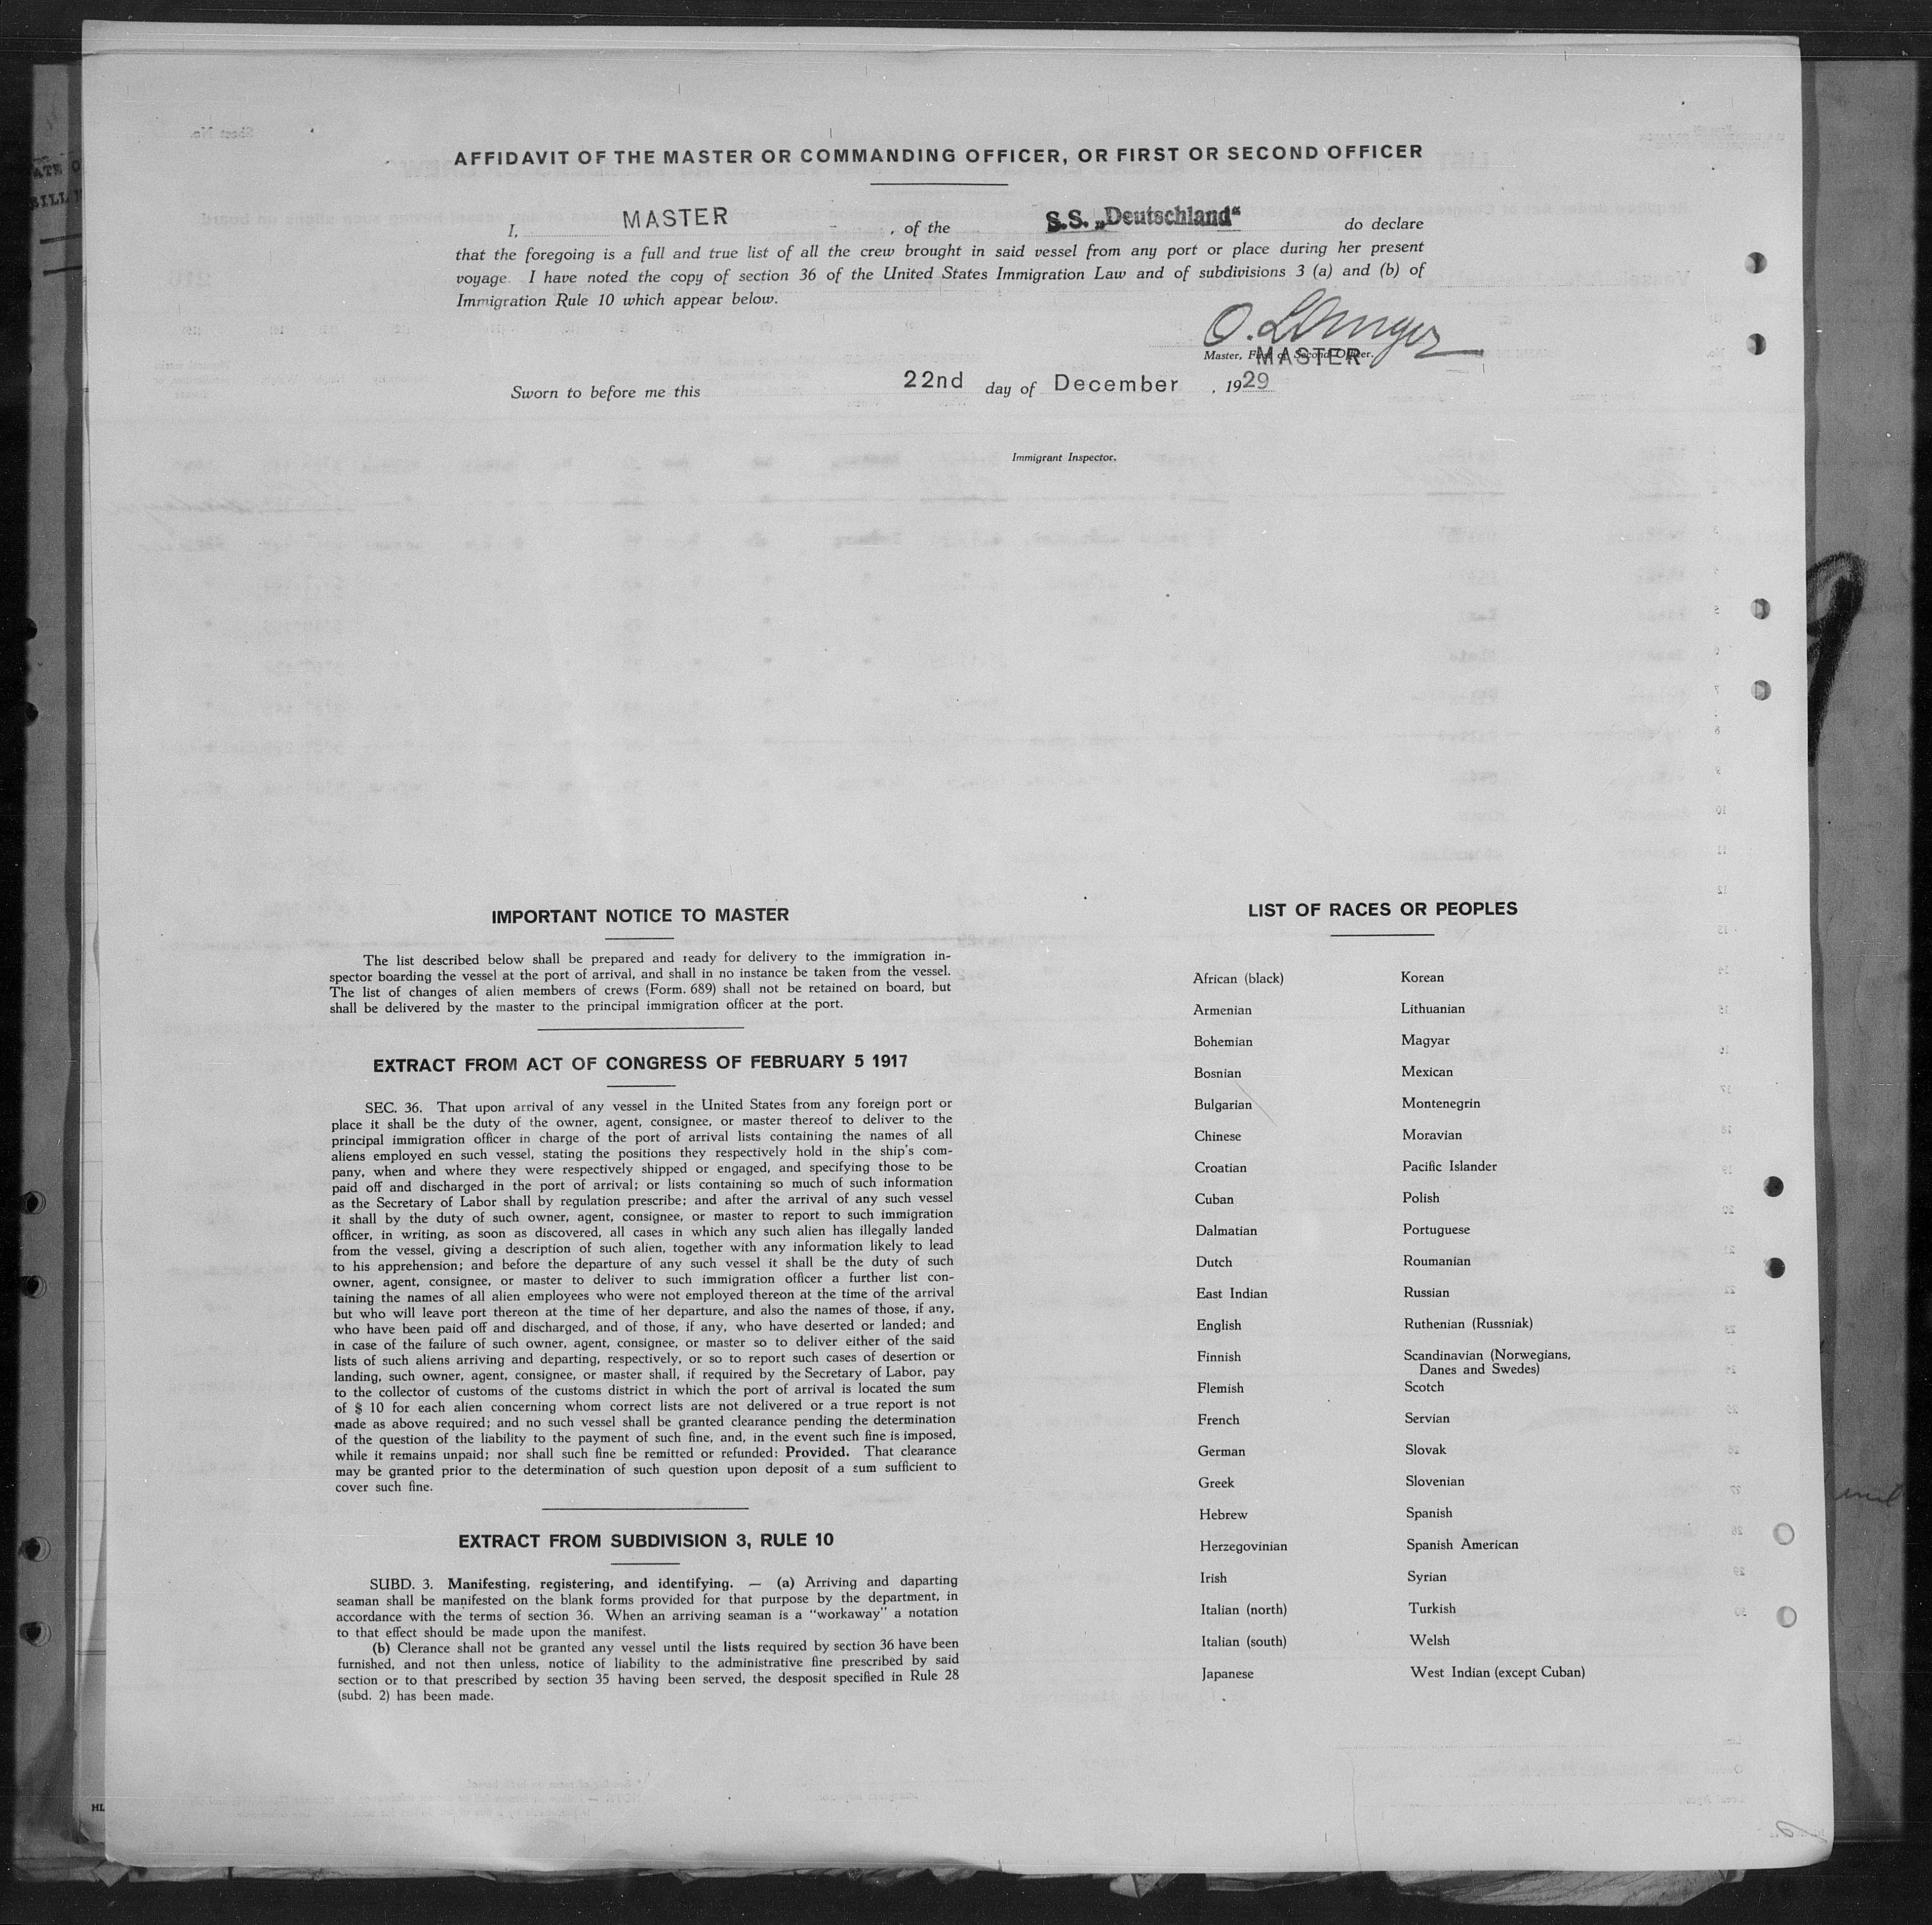 AFFIDAVIT OF THE MASTER OR COMMANDING OFFICER, OR FIRST OR SECOND OFFICER
I, MASTER , of the S.S. „Deutschland“ do declare
that the foregoing is a full and true list of all the crew brought in said vessel from any port or place during her present
voyage. I have noted the copy of section 36 of the United States Immigration Law and of subdivisions 3 (a) and (b) of
Immigration Rule 10 which appear below.
O.
Master, First or Second Officer.
MASTER
Sworn to before me this 22nd day of December , 1929
Immigrant Inspector.
IMPORTANT NOTICE TO MASTER
The list described below shall be prepared and ready for delivery to the immigration in-
spector boarding the vessel at the port of arrival, and shall in no instance be taken from the vessel.
The list of changes of alien members of crews (Form. 689) shall not be retained on board, but
shall be delivered by the master to the principal immigration officer at the port.
EXTRACT FROM ACT OF CONGRESS OF FEBRUARY 5 1917
SEC. 36. That upon arrival of any vessel in the United States from any foreign port or
place it shall be the duty of the owner, agent, consignee, or master thereof to deliver to the
principal immigration officer in charge of the port of arrival lists containing the names of all
aliens employed en such vessel, stating the positions they respectively hold in the ship's com-
pany, when and where they were respectively shipped or engaged, and specifying those to be
paid off and discharged in the port of arrival; or lists containing so much of such information
as the Secretary of Labor shall by regulation prescribe; and after the arrival of any such vessel
it shall by the duty of such owner, agent, consignee, or master to report to such immigration
officer, in writing, as soon as discovered, all cases in which any such alien has illegally landed
from the vessel, giving a description of such alien, together with any information likely to lead
to his apprehension; and before the departure of any such vessel it shall be the duty of such
owner, agent, consignee, or master to deliver to such immigration officer a further list con-
taining the names of all alien employees who were not employed thereon at the time of the arrival
but who will leave port thereon at the time of her departure, and also the names of those, if any,
who have been paid off and discharged, and of those, if any, who have deserted or landed; and
in case of the failure of such owner, agent, consignee, or master so to deliver either of the said
lists of such aliens arriving and departing, respectively, or so to report such cases of desertion or
landing, such owner, agent, consignee, or master shall, if required by the Secretary of Labor, pay
to the collector of customs of the customs district in which the port of arrival is located the sum
of $ 10 for each alien concerning whom correct lists are not delivered or a true report is not
made as above required; and no such vessel shall be granted clearance pending the determination
of the question of the liability to the payment of such fine, and, in the event such fine is imposed,
while it remains unpaid; nor shall such fine be remitted or refunded: Provided. That clearance
may be granted prior to the determination of such question upon deposit of a sum sufficient to
cover such fine.
EXTRACT FROM SUBDIVISION 3, RULE 10
SUBD. 3. Manifesting, registering, and identifying. — (a) Arriving and daparting
seaman shall be manifested on the blank forms provided for that purpose by the department, in
accordance with the terms of section 36. When an arriving seaman is a "workaway" a notation
to that effect should be made upon the manifest.
(b) Clerance shall not be granted any vessel until the lists required by section 36 have been
furnished, and not then unless, notice of liability to the administrative fine prescribed by said
section or to that prescribed by section 35 having been served, the desposit specified in Rule 28
(subd. 2) has been made.
LIST OF RACES OR PEOPLES
African (black)
Armenian
Bohemian
Bosnian
Bulgarian
Chinese
Croatian
Cuban
Dalmatian
Dutch
East Indian
English
Finnish
Flemish
French
German
Greek
Hebrew
Herzegovinian
Irish
Italian (north)
Italian (south)
Japanese
Korean
Lithuanian
Magyar
Mexican
Montenegrin
Moravian
Pacific Islander
Polish
Portuguese
Roumanian
Russian
Ruthenian (Russniak)
Scandinavian (Norwegians,
Danes and Swedes)
Scotch
Servian
Slovak
Slovenian
Spanish
Spanish American
Syrian
Turkish
Welsh
West Indian (except Cuban)